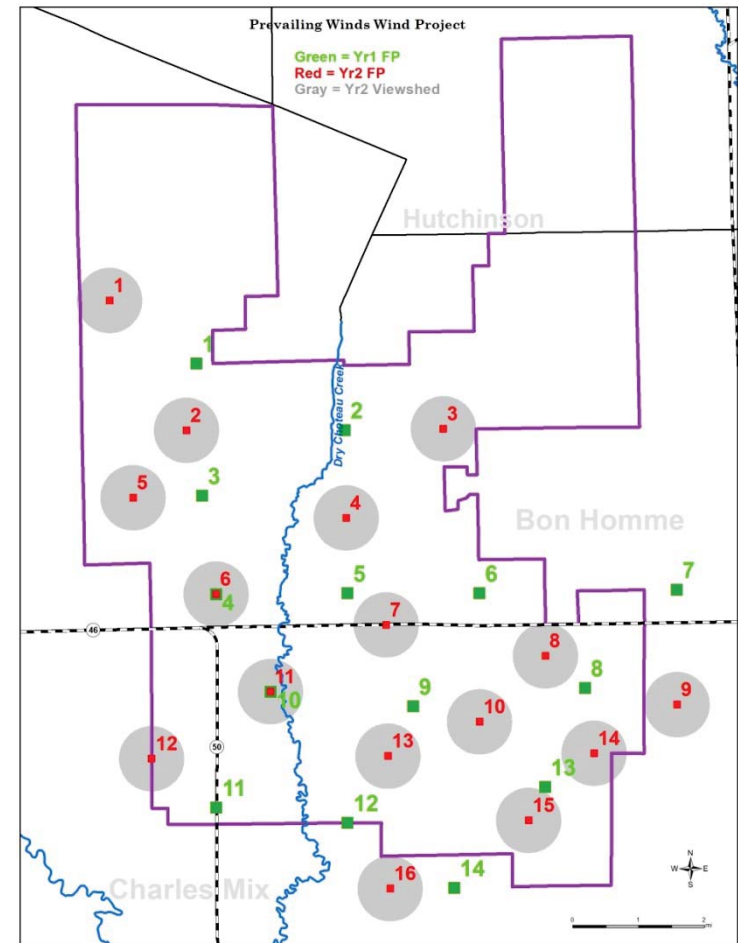 Prevailing Winds Wind Project
Green = Yr1 FP
Red = Yr2 FP
Gray = Yr2 Viewshed
Hutchinson
1
1
2
3
2
Dry Choteau Creek
5
3
4
Bon Homme
6
4
5
6
7
7
46
8
8
11
10
9
9
10
12
50
13
14
13
11
15
12
16
14
Charles Mix
N
W
E
S
0
1
2
mi